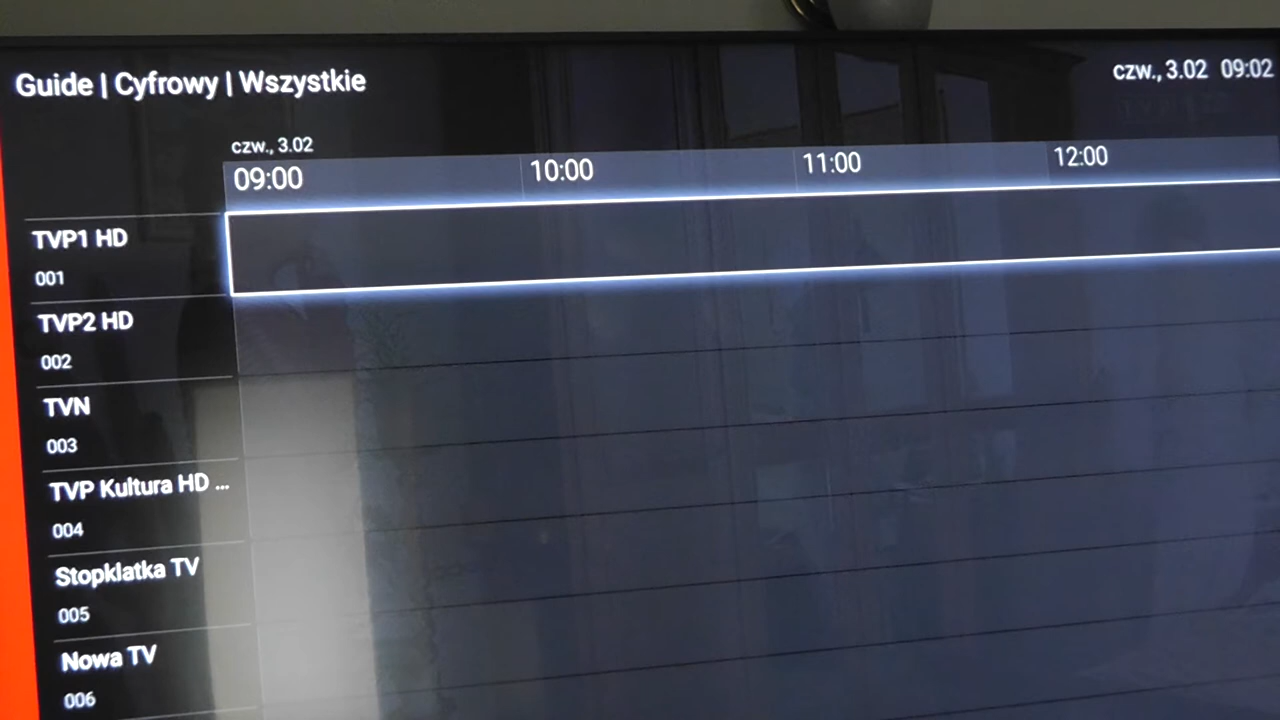 Guide | Cyfrowy | Wszystkie
czw., 3.02 09:02
czw., 3.02
09:00 10:00 11:00 12:00
TVP1 HD
001
TVP2 HD
002
TVN
003
TVP Kultura HD ...
004
Stopklatka TV
005
Nowa TV
006